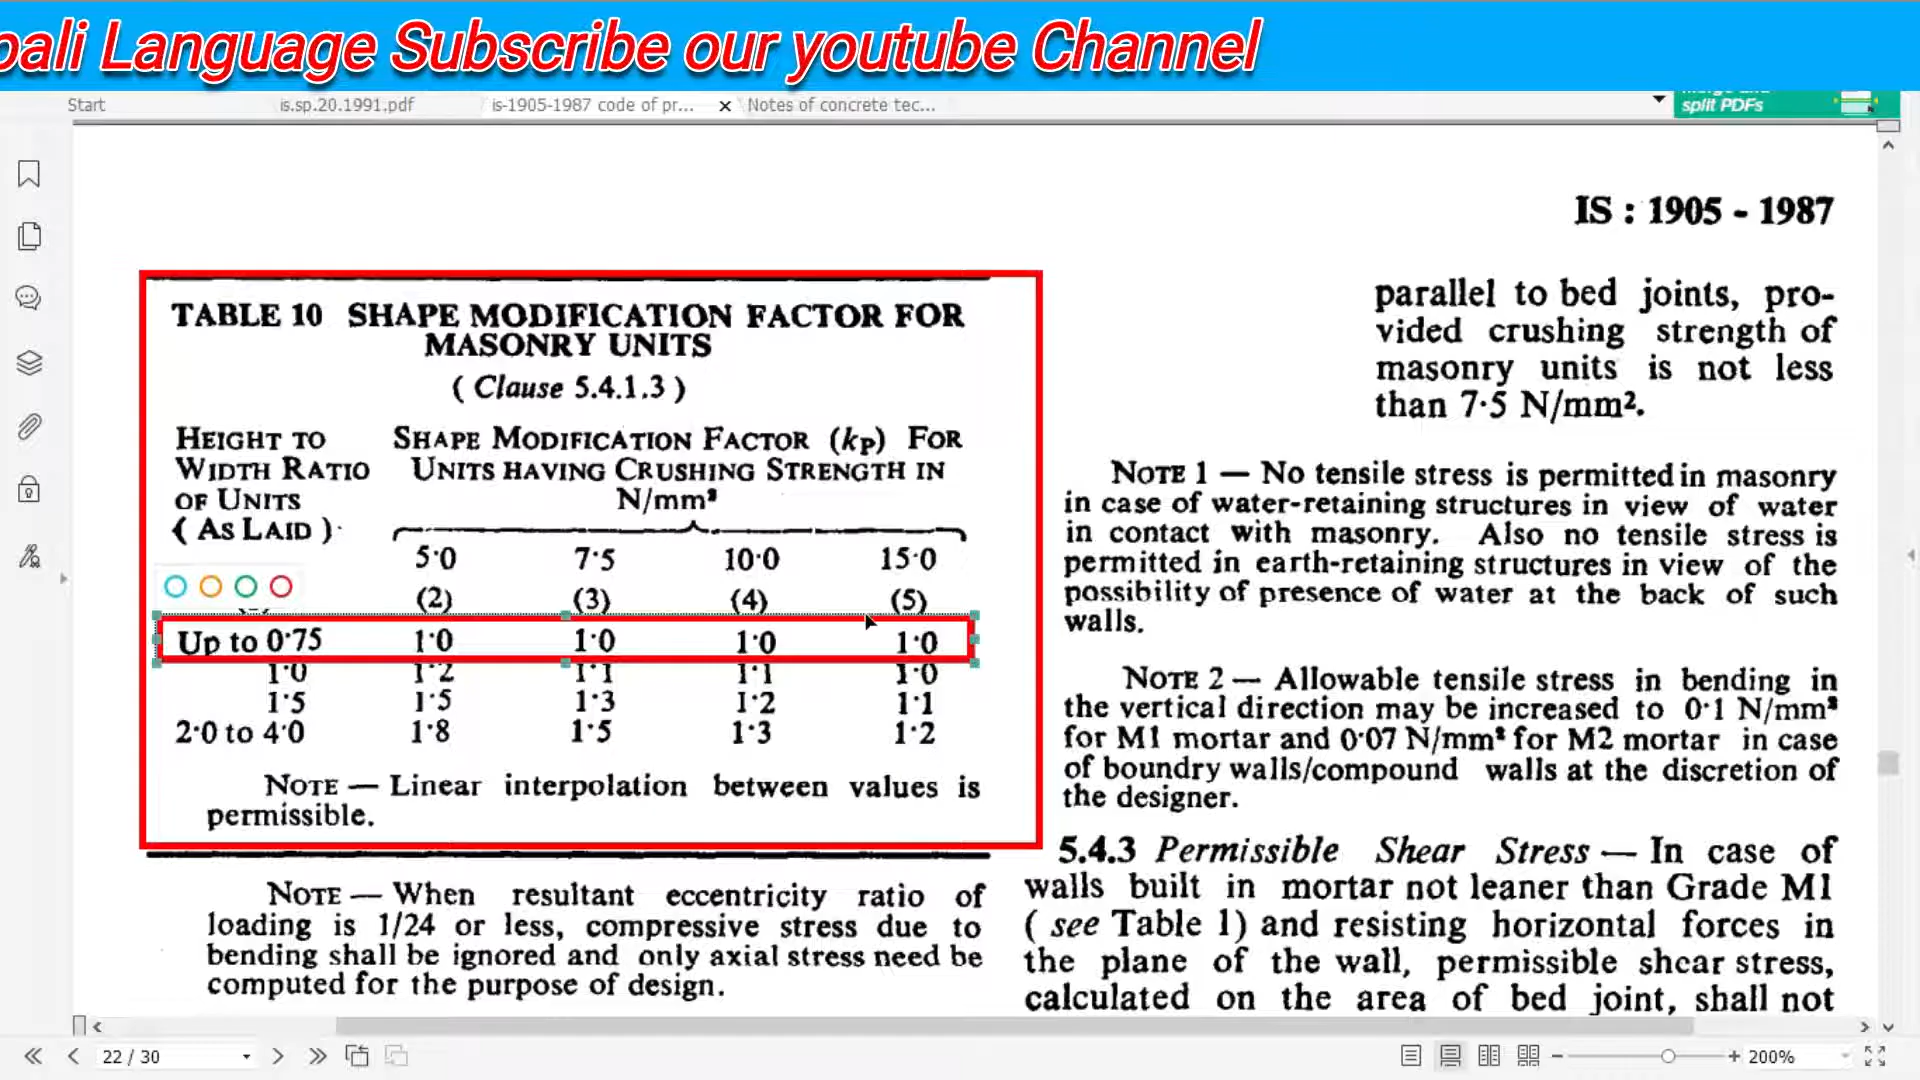 pali Language Subscribe our youtube Channel
Start is.sp.20.1991.pdf is-1905-1987 code of pr... × Notes of concrete tec...
split PDFs
IS : 1905 - 1987
TABLE 10 SHAPE MODIFICATION FACTOR FOR
MASONRY UNITS
( Clause 5.4.1.3 )
HEIGHT TO
WIDTH RATIO
OF UNITS
( AS LAID )
SHAPE MODIFICATION FACTOR (kP) FOR
UNITS HAVING CRUSHING STRENGTH IN
N/mm²
5·0 7·5 10·0 15·0
(2) (3) (4) (5)
Up to 0·75 1·0 1·0 1·0 1·0
1·0 1·2 1·1 1·1 1·0
1·5 1·5 1·3 1·2 1·1
2·0 to 4·0 1·8 1·5 1·3 1·2
NOTE — Linear interpolation between values is
permissible.
NOTE — When resultant eccentricity ratio of
loading is 1/24 or less, compressive stress due to
bending shall be ignored and only axial stress need be
computed for the purpose of design.
parallel to bed joints, pro-
vided crushing strength of
masonry units is not less
than 7·5 N/mm².
NOTE 1 — No tensile stress is permitted in masonry
in case of water-retaining structures in view of water
in contact with masonry. Also no tensile stress is
permitted in earth-retaining structures in view of the
possibility of presence of water at the back of such
walls.
NOTE 2 — Allowable tensile stress in bending in
the vertical direction may be increased to 0·1 N/mm²
for M1 mortar and 0·07 N/mm² for M2 mortar in case
of boundry walls/compound walls at the discretion of
the designer.
5.4.3 Permissible Shear Stress — In case of
walls built in mortar not leaner than Grade M1
( see Table 1) and resisting horizontal forces in
the plane of the wall, permissible shear stress,
calculated on the area of bed joint, shall not
22 / 30
200%